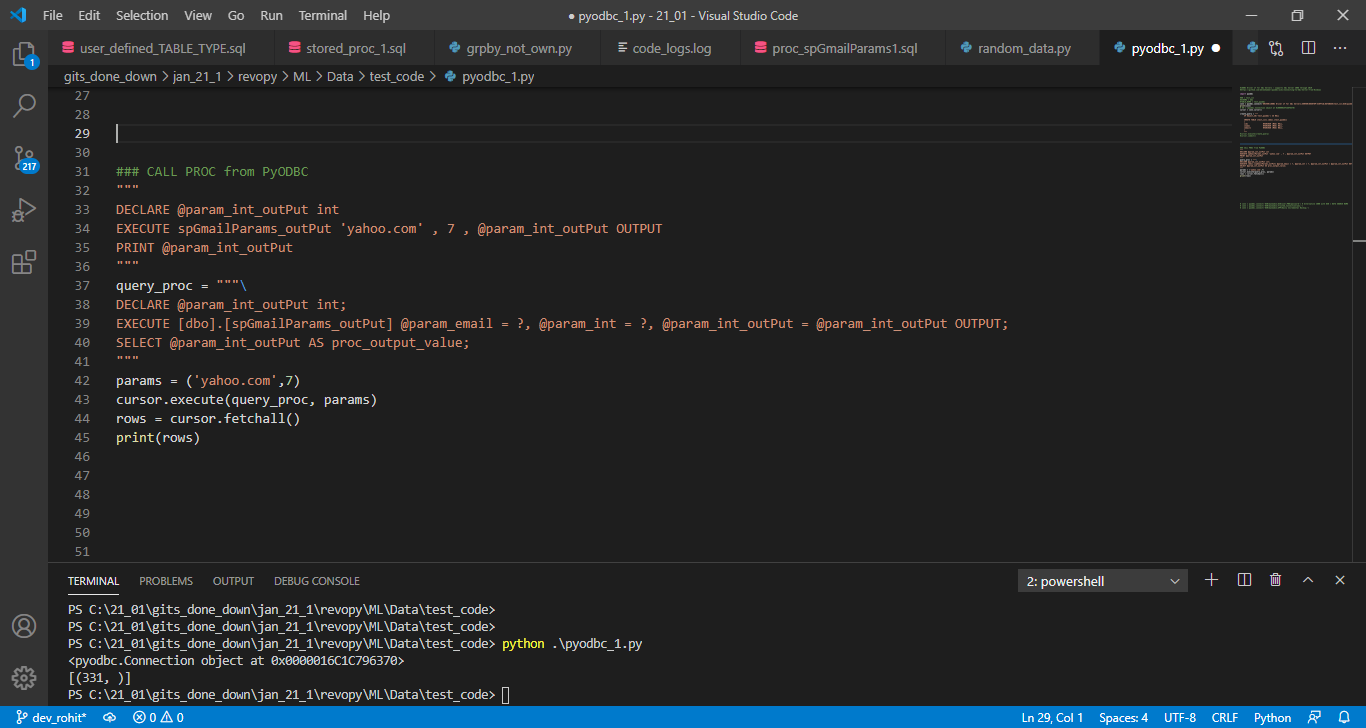 File Edit Selection View Go Run Terminal Help ● pyodbc_1.py - 21_01 - Visual Studio Code
user_defined_TABLE_TYPE.sql stored_proc_1.sql grpby_not_own.py code_logs.log proc_spGmailParams1.sql random_data.py pyodbc_1.py ●
1
gits_done_down > jan_21_1 > revopy > ML > Data > test_code > pyodbc_1.py
27
28
29
30
31 ### CALL PROC from PyODBC
32 """
33 DECLARE @param_int_outPut int
34 EXECUTE spGmailParams_outPut 'yahoo.com' , 7 , @param_int_outPut OUTPUT
35 PRINT @param_int_outPut
36 """
37 query_proc = """\
38 DECLARE @param_int_outPut int;
39 EXECUTE [dbo].[spGmailParams_outPut] @param_email = ?, @param_int = ?, @param_int_outPut = @param_int_outPut OUTPUT;
40 SELECT @param_int_outPut AS proc_output_value;
41 """
42 params = ('yahoo.com',7)
43 cursor.execute(query_proc, params)
44 rows = cursor.fetchall()
45 print(rows)
46
47
48
49
50
51
217
TERMINAL PROBLEMS OUTPUT DEBUG CONSOLE 2: powershell
PS C:\21_01\gits_done_down\jan_21_1\revopy\ML\Data\test_code>
PS C:\21_01\gits_done_down\jan_21_1\revopy\ML\Data\test_code>
PS C:\21_01\gits_done_down\jan_21_1\revopy\ML\Data\test_code> python .\pyodbc_1.py
<pyodbc.Connection object at 0x0000016C1C796370>
[(331, )]
PS C:\21_01\gits_done_down\jan_21_1\revopy\ML\Data\test_code>
dev_rohit* 0 0 Ln 29, Col 1 Spaces: 4 UTF-8 CRLF Python